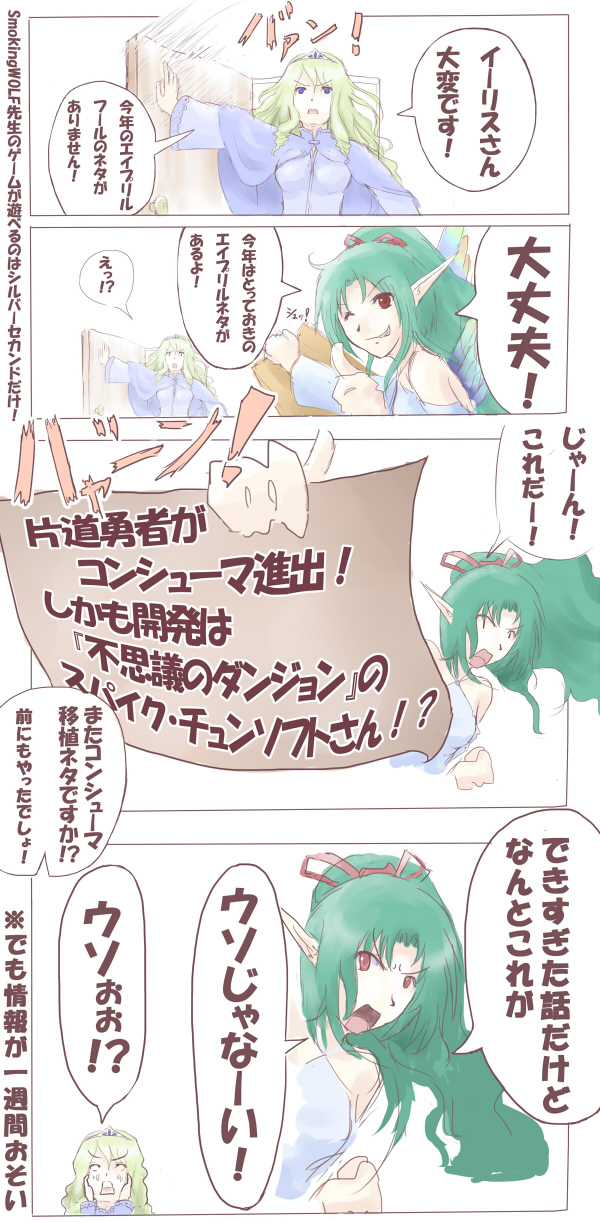 SmoKingWOLF先生のゲームが遊べるのはシルバーセカンドだけ！
バァン！
イーリスさん
大変です！
今年のエイプリル
フールのネタが
ありません！
大丈夫！
今年はとっておきの
エイプリルネタが
あるよ！
シュッ！
えっ!?
じゃーん！
これだー！
バァーン！
片道勇者が
コンシューマ進出！
しかも開発は
『不思議のダンジョン』の
スパイク・チュンソフトさん！？
またコンシューマ
移植ネタですか!?
前にもやったでしょ！
できすぎた話だけど
なんとこれが
ウソじゃなーい！
ウソぉぉ!?
※でも情報が一週間おそい